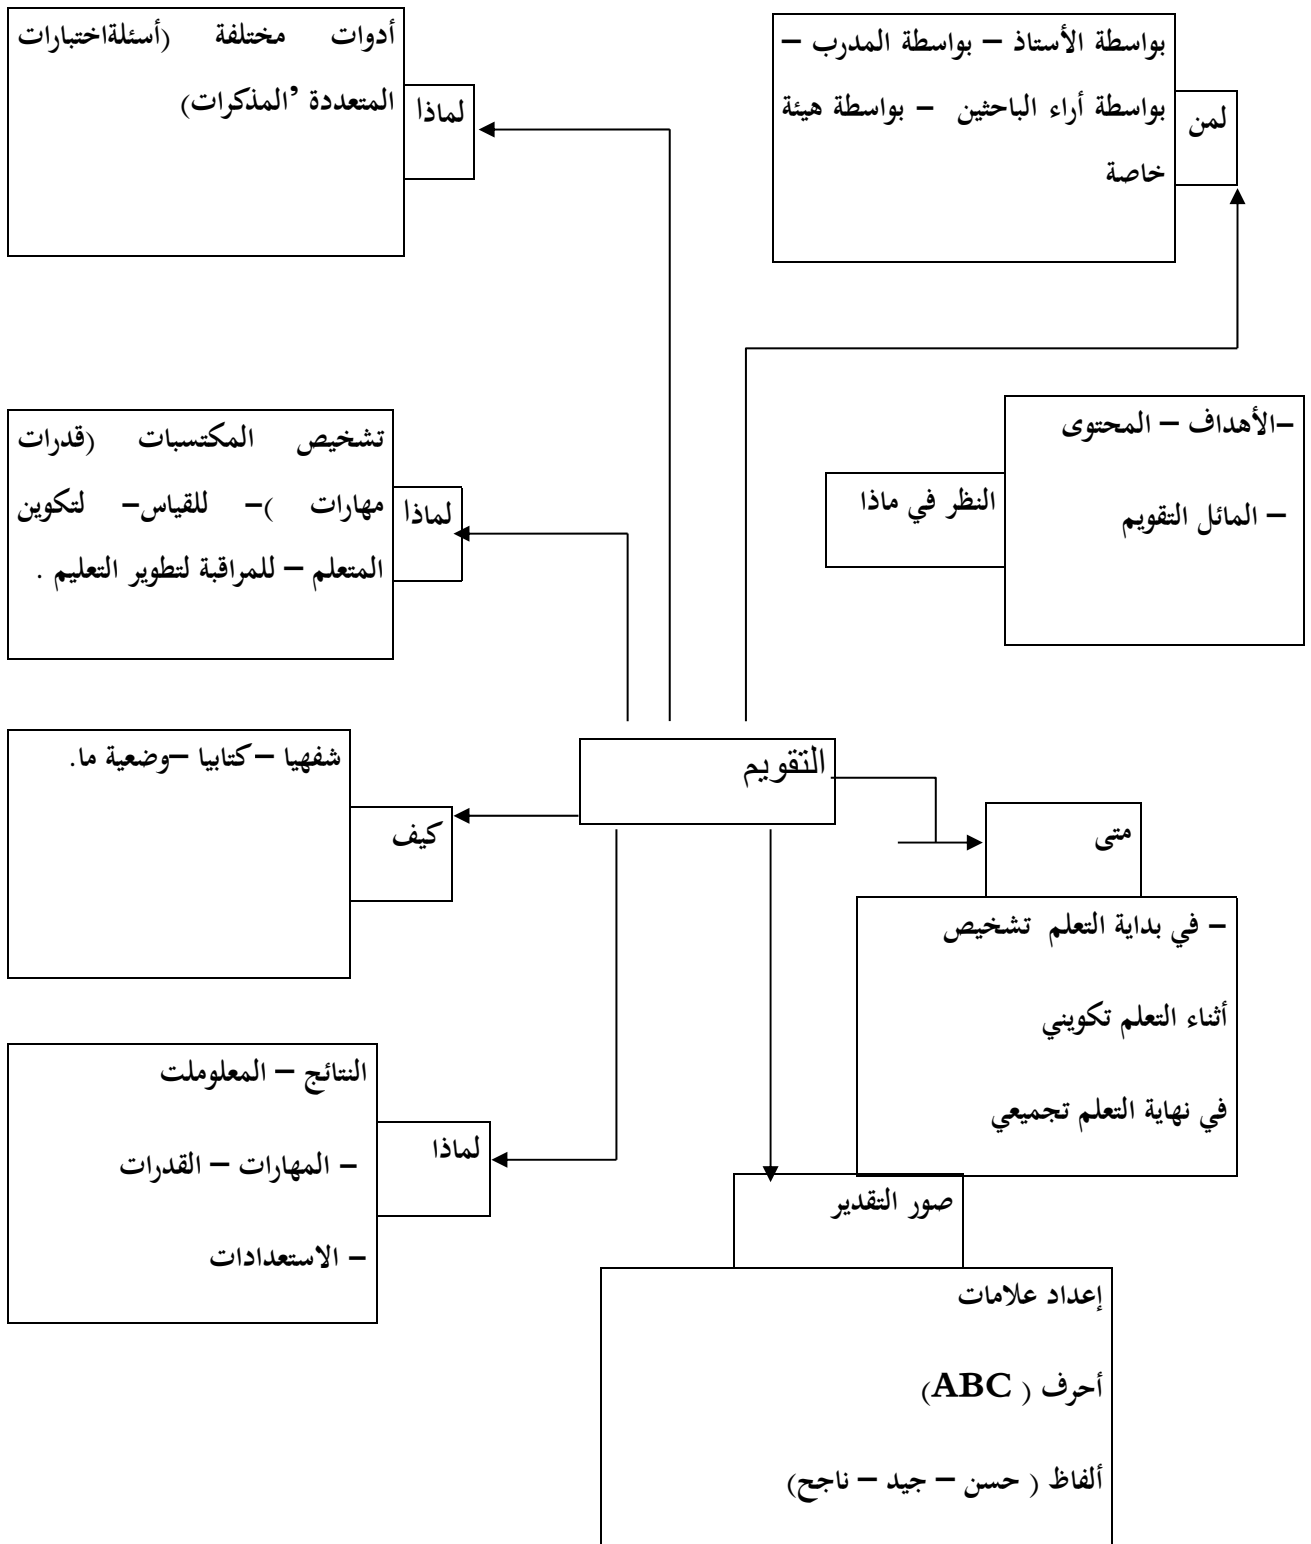 بواسطة الأستاذ – بواسطة المدرب –
بواسطة أراء الباحثين – بواسطة هيئة
خاصة
لمن
أدوات مختلفة (أسئلةاختبارات
المتعددة ’المذكرات)
لماذا
–الأهداف – المحتوى
– المائل التقويم
النظر في ماذا
تشخيص المكتسبات (قدرات
مهارات )– للقياس– لتكوين
المتعلم – للمراقبة لتطوير التعليم .
لماذا
التقويم
شفهيا – كتابيا –وضعية ما.
كيف
متى
– في بداية التعلم تشخيص
أثناء التعلم تكويني
في نهاية التعلم تجميعي
النتائج – المعلوملت
– المهارات – القدرات
– الاستعدادات
لماذا
صور التقدير
إعداد علامات
أحرف ( ABC)
ألفاظ ( حسن – جيد – ناجح)